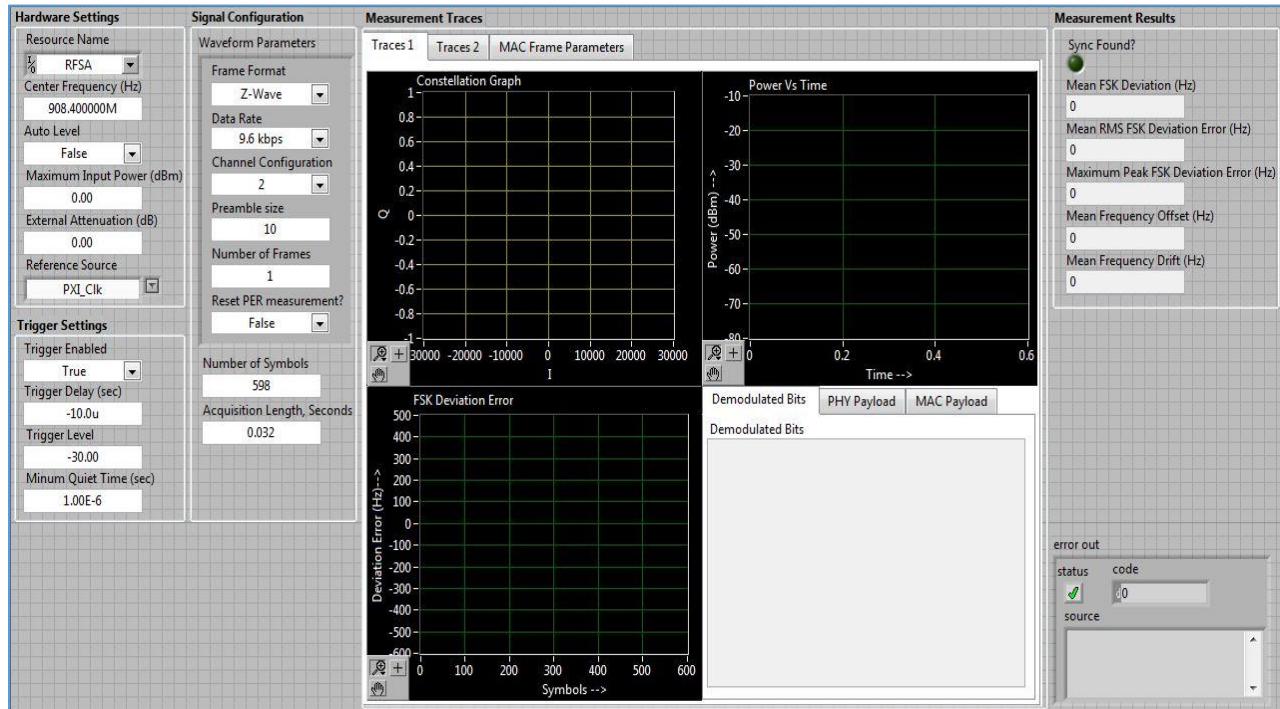 Hardware Settings
Resource Name
RFSA
Center Frequency (Hz)
908.400000M
Auto Level
False
Maximum Input Power (dBm)
0.00
External Attenuation (dB)
0.00
Reference Source
PXI_Clk
Trigger Settings
Trigger Enabled
True
Trigger Delay (sec)
-10.0u
Trigger Level
-30.00
Minum Quiet Time (sec)
1.00E-6
Signal Configuration
Waveform Parameters
Frame Format
Z-Wave
Data Rate
9.6 kbps
Channel Configuration
2
Preamble size
10
Number of Frames
1
Reset PER measurement?
False
Number of Symbols
598
Acquisition Length, Seconds
0.032
Measurement Traces
Traces 1 Traces 2 MAC Frame Parameters
Constellation Graph
1
0.8
0.6
0.4
0.2
0
-0.2
-0.4
-0.6
-0.8
-1
Q
30000 -20000 -10000 0 10000 20000 30000
I
Power Vs Time
-10
-20
-30
-40
-50
-60
-70
-80
Power (dBm) -->
0 0.2 0.4 0.6
Time -->
FSK Deviation Error
500
400
300
200
100
0
-100
-200
-300
-400
-500
-600
Deviation Error (Hz)-->
0 100 200 300 400 500 600
Symbols -->
Demodulated Bits PHY Payload MAC Payload
Demodulated Bits
Measurement Results
Sync Found?
Mean FSK Deviation (Hz)
0
Mean RMS FSK Deviation Error (Hz)
0
Maximum Peak FSK Deviation Error (Hz)
0
Mean Frequency Offset (Hz)
0
Mean Frequency Drift (Hz)
0
error out
status code
d0
source